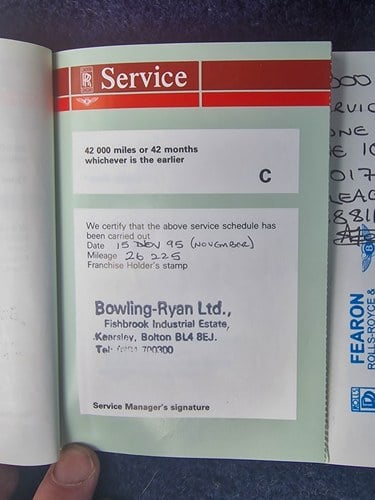 Service
42 000 miles or 42 months
whichever is the earlier
C
We certify that the above service schedule has
been carried out
Date 15 NOV 95 (NOVEMBER)
Mileage 26 225
Franchise Holder's stamp
Bowling-Ryan Ltd.,
Fishbrook Industrial Estate,
Kearsley, Bolton BL4 8EJ.
Tel: 700300
Service Manager's signature
FEARON
ROLLS-ROYCE &